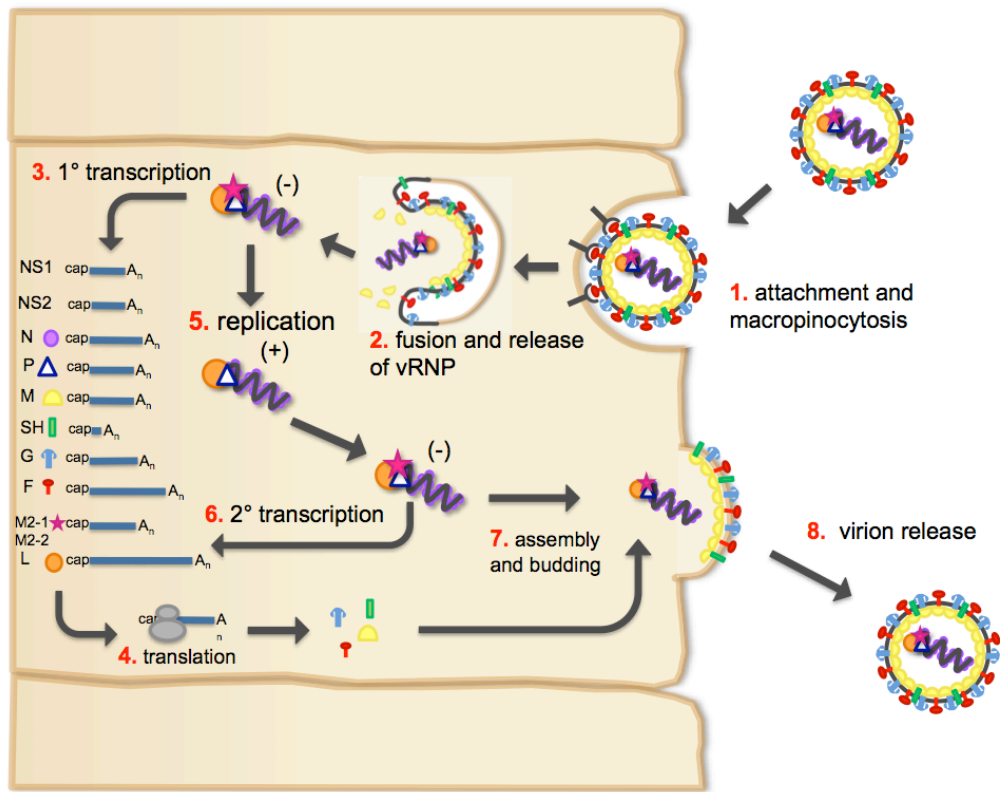 3. 1° transcription
(-)
NS1 cap An
NS2 cap An
N cap An
P cap An
M cap An
SH cap An
G cap An
F cap An
M2-1 cap An
M2-2
L cap An
5. replication
(+)
2. fusion and release
of vRNP
1. attachment and
macropinocytosis
(-)
6. 2° transcription
7. assembly
and budding
8. virion release
cap A
n
4. translation